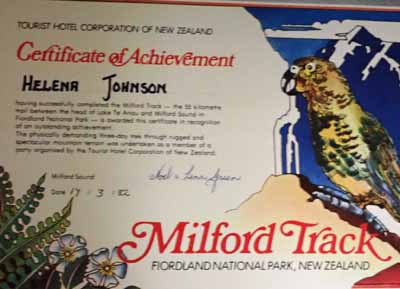 TOURIST HOTEL CORPORATION OF NEW ZEALAND
Certificate of Achievement
HELENA JOHNSON
having successfully completed the Milford Track — the 55 kilometre
trail between the head of Lake Te Anau and Milford Sound in
Fiordland National Park — is awarded this certificate in recognition
of an outstanding achievement.
The physically demanding three-day trek through rugged and
spectacular mountain terrain was undertaken as a member of a
party organised by the Tourist Hotel Corporation of New Zealand.
Milford Sound
Date 17 . 3 .
Milford Track
FIORDLAND NATIONAL PARK, NEW ZEALAND